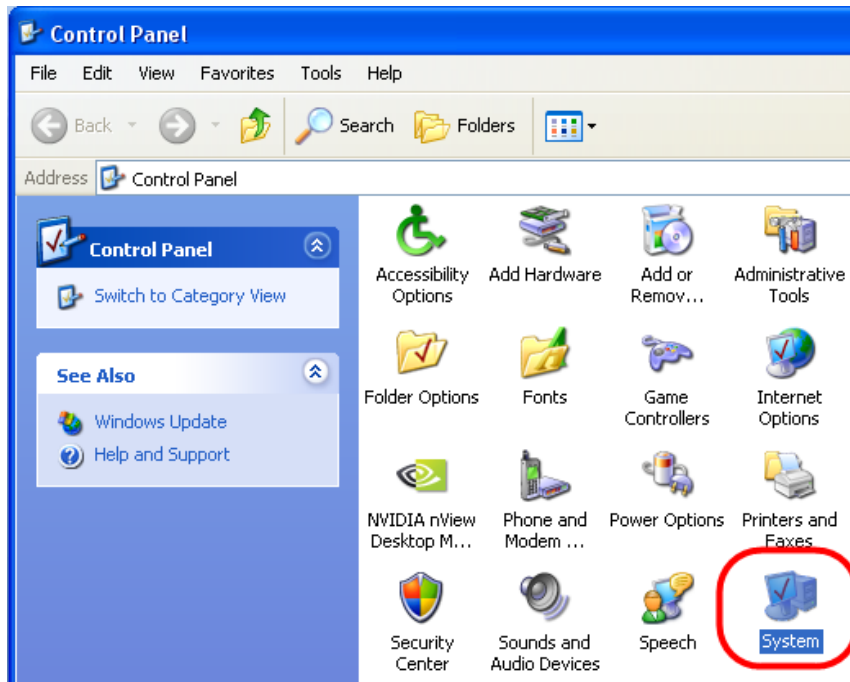 Control Panel
File Edit View Favorites Tools Help
Back Search Folders
Address Control Panel
Control Panel
Switch to Category View
See Also
Windows Update
Help and Support
Accessibility
Options
Add Hardware
Add or
Remov...
Administrative
Tools
Folder Options
Fonts
Game
Controllers
Internet
Options
NVIDIA nView
Desktop M...
Phone and
Modem ...
Power Options
Printers and
Faxes
Security
Center
Sounds and
Audio Devices
Speech
System